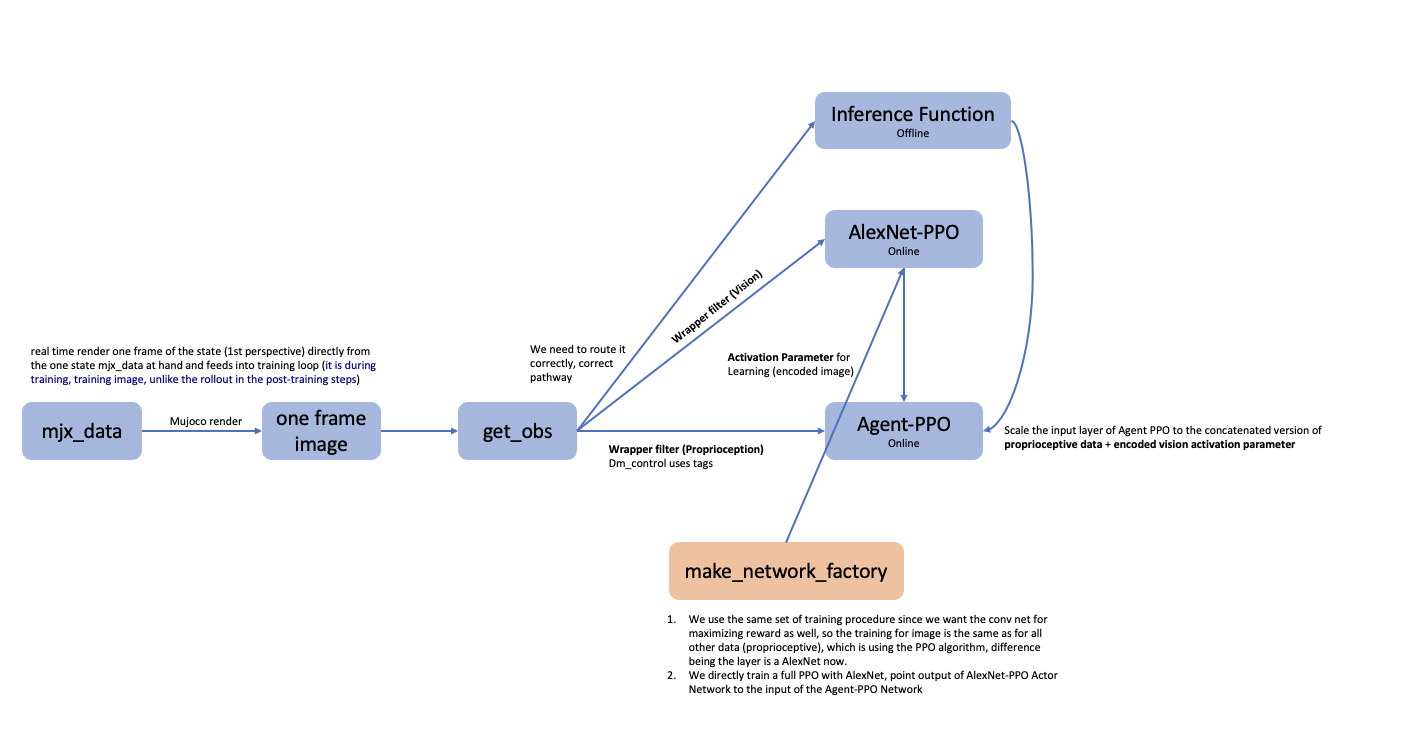 Inference Function
Offline
AlexNet-PPO
Online
Wrapper filter (Vision)
real time render one frame of the state (1st perspective) directly from
the one state mjx_data at hand and feeds into training loop (it is during
training, training image, unlike the rollout in the post-training steps)
We need to route it
correctly, correct
pathway
Activation Parameter for
Learning (encoded image)
mjx_data
Mujoco render
one frame
image
get_obs
Wrapper filter (Proprioception)
Dm_control uses tags
Agent-PPO
Online
Scale the input layer of Agent PPO to the concatenated version of
proprioceptive data + encoded vision activation parameter
make_network_factory
1. We use the same set of training procedure since we want the conv net for
maximizing reward as well, so the training for image is the same as for all
other data (proprioceptive), which is using the PPO algorithm, difference
being the layer is a AlexNet now.
2. We directly train a full PPO with AlexNet, point output of AlexNet-PPO Actor
Network to the input of the Agent-PPO Network